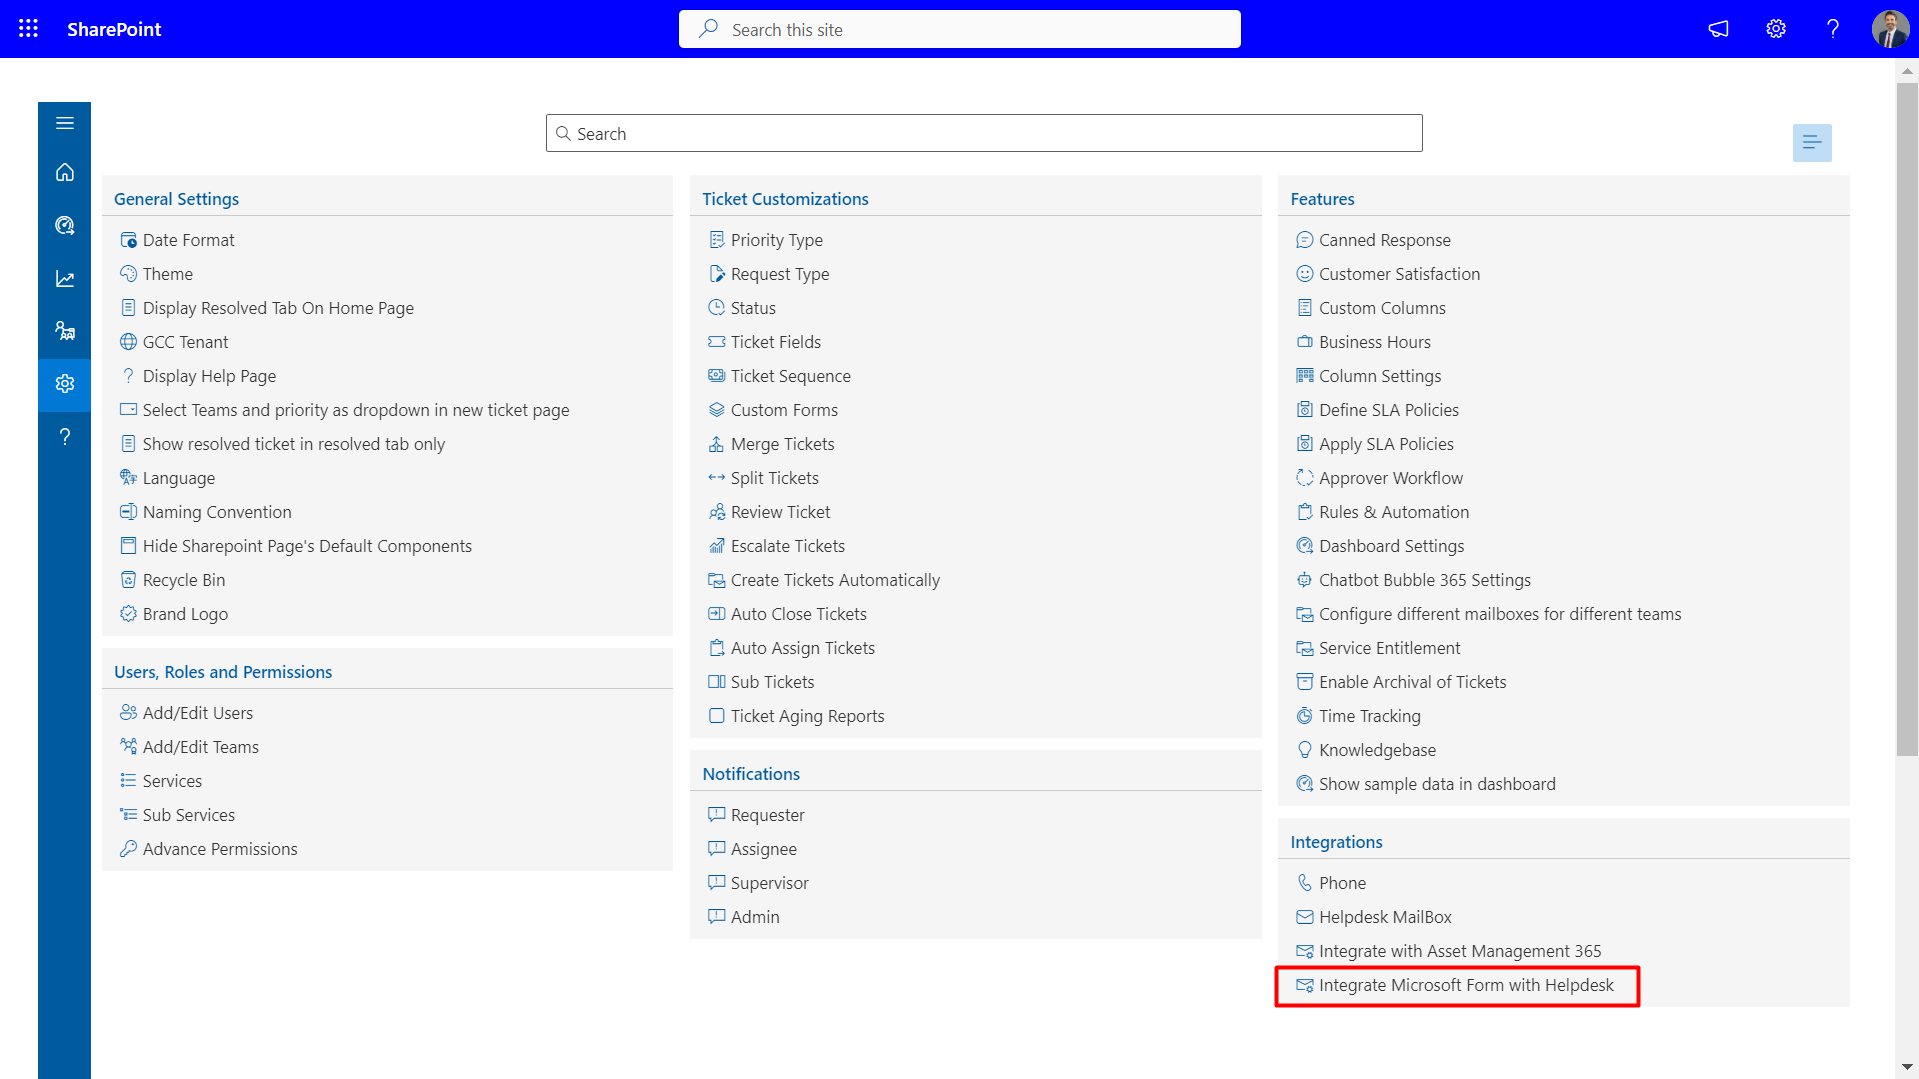 SharePoint
Search this site
Search
General Settings
Date Format
Theme
Display Resolved Tab On Home Page
GCC Tenant
Display Help Page
Select Teams and priority as dropdown in new ticket page
Show resolved ticket in resolved tab only
Language
Naming Convention
Hide Sharepoint Page's Default Components
Recycle Bin
Brand Logo
Users, Roles and Permissions
Add/Edit Users
Add/Edit Teams
Services
Sub Services
Advance Permissions
Ticket Customizations
Priority Type
Request Type
Status
Ticket Fields
Ticket Sequence
Custom Forms
Merge Tickets
Split Tickets
Review Ticket
Escalate Tickets
Create Tickets Automatically
Auto Close Tickets
Auto Assign Tickets
Sub Tickets
Ticket Aging Reports
Notifications
Requester
Assignee
Supervisor
Admin
Features
Canned Response
Customer Satisfaction
Custom Columns
Business Hours
Column Settings
Define SLA Policies
Apply SLA Policies
Approver Workflow
Rules & Automation
Dashboard Settings
Chatbot Bubble 365 Settings
Configure different mailboxes for different teams
Service Entitlement
Enable Archival of Tickets
Time Tracking
Knowledgebase
Show sample data in dashboard
Integrations
Phone
Helpdesk MailBox
Integrate with Asset Management 365
Integrate Microsoft Form with Helpdesk